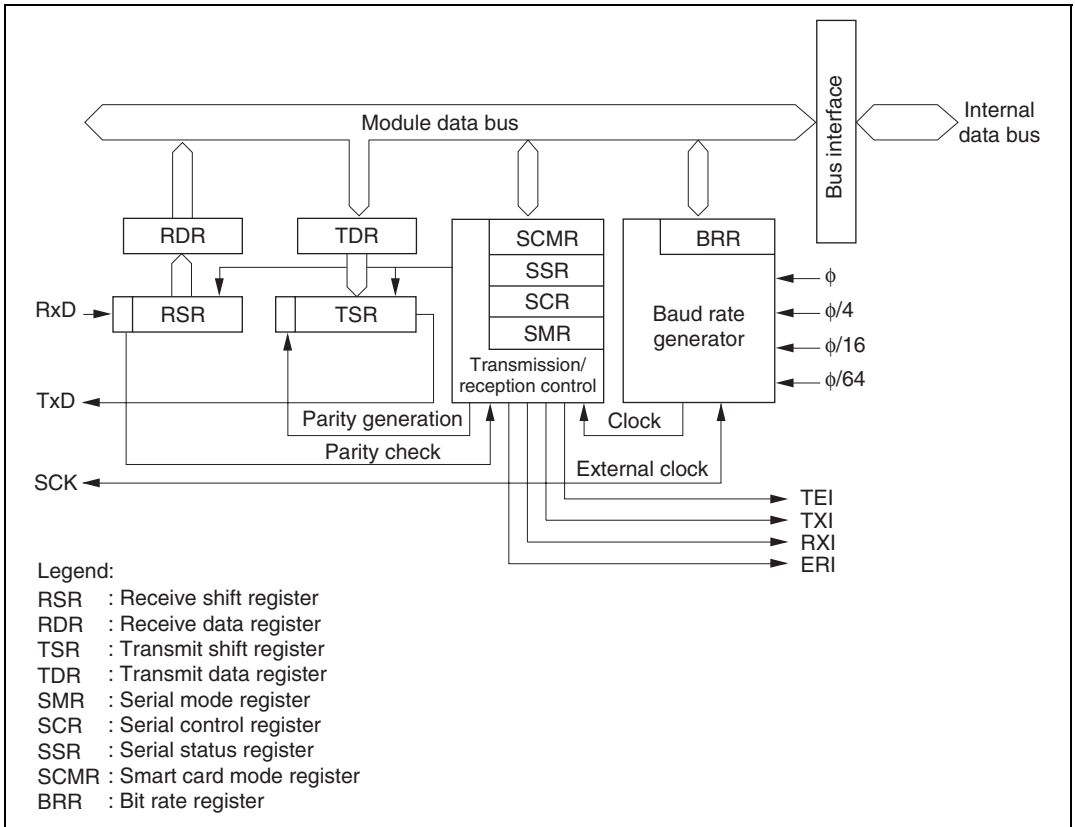 Module data bus
Bus interface
Internal
data bus
RDR
TDR
SCMR
SSR
SCR
SMR
Transmission/
reception control
BRR
Baud rate
generator
ϕ
ϕ/4
ϕ/16
ϕ/64
RxD
RSR
TSR
TxD
Parity generation
Parity check
Clock
External clock
SCK
TEI
TXI
RXI
ERI
Legend:
RSR : Receive shift register
RDR : Receive data register
TSR : Transmit shift register
TDR : Transmit data register
SMR : Serial mode register
SCR : Serial control register
SSR : Serial status register
SCMR : Smart card mode register
BRR : Bit rate register